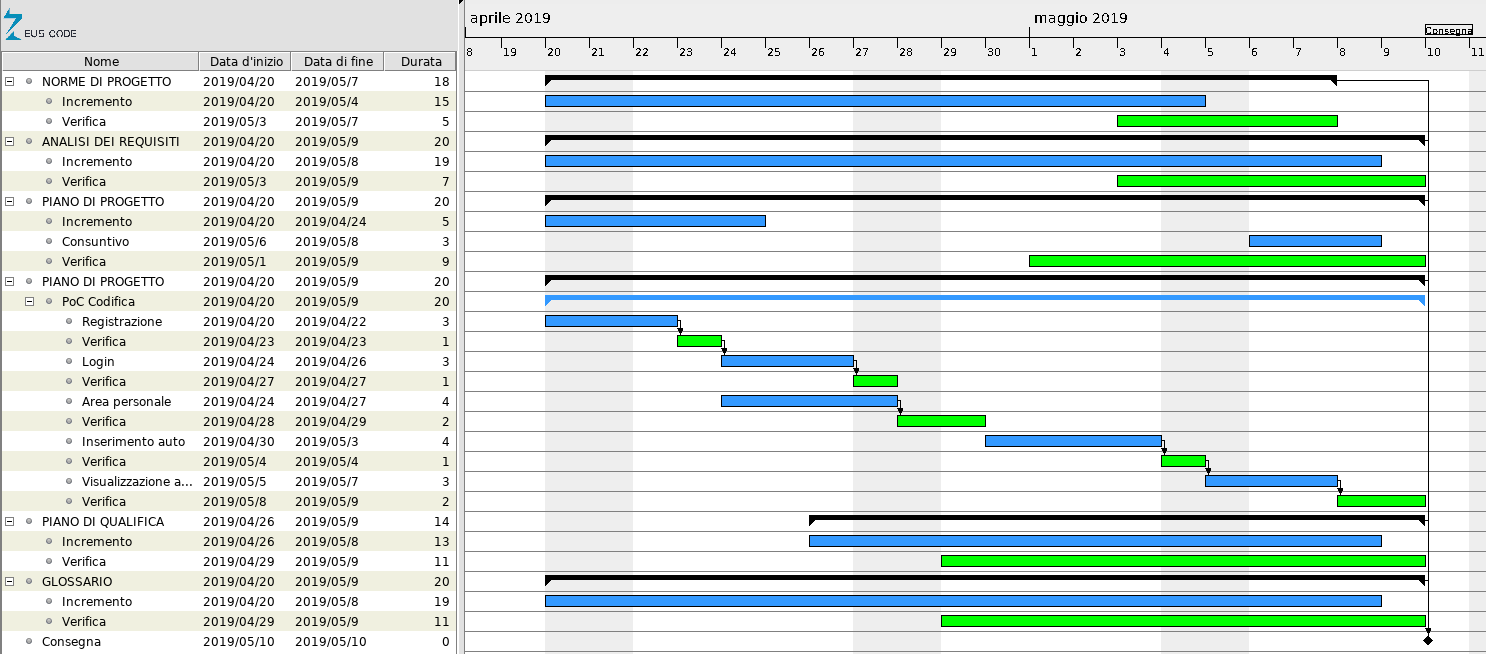 EUS CODE
aprile 2019 maggio 2019
Consegna
8 19 20 21 22 23 24 25 26 27 28 29 30 1 2 3 4 5 6 7 8 9 10 11
Nome Data d'inizio Data di fine Durata
NORME DI PROGETTO 2019/04/20 2019/05/7 18
Incremento 2019/04/20 2019/05/4 15
Verifica 2019/05/3 2019/05/7 5
ANALISI DEI REQUISITI 2019/04/20 2019/05/9 20
Incremento 2019/04/20 2019/05/8 19
Verifica 2019/05/3 2019/05/9 7
PIANO DI PROGETTO 2019/04/20 2019/05/9 20
Incremento 2019/04/20 2019/04/24 5
Consuntivo 2019/05/6 2019/05/8 3
Verifica 2019/05/1 2019/05/9 9
PIANO DI PROGETTO 2019/04/20 2019/05/9 20
PoC Codifica 2019/04/20 2019/05/9 20
Registrazione 2019/04/20 2019/04/22 3
Verifica 2019/04/23 2019/04/23 1
Login 2019/04/24 2019/04/26 3
Verifica 2019/04/27 2019/04/27 1
Area personale 2019/04/24 2019/04/27 4
Verifica 2019/04/28 2019/04/29 2
Inserimento auto 2019/04/30 2019/05/3 4
Verifica 2019/05/4 2019/05/4 1
Visualizzazione a... 2019/05/5 2019/05/7 3
Verifica 2019/05/8 2019/05/9 2
PIANO DI QUALIFICA 2019/04/26 2019/05/9 14
Incremento 2019/04/26 2019/05/8 13
Verifica 2019/04/29 2019/05/9 11
GLOSSARIO 2019/04/20 2019/05/9 20
Incremento 2019/04/20 2019/05/8 19
Verifica 2019/04/29 2019/05/9 11
Consegna 2019/05/10 2019/05/10 0